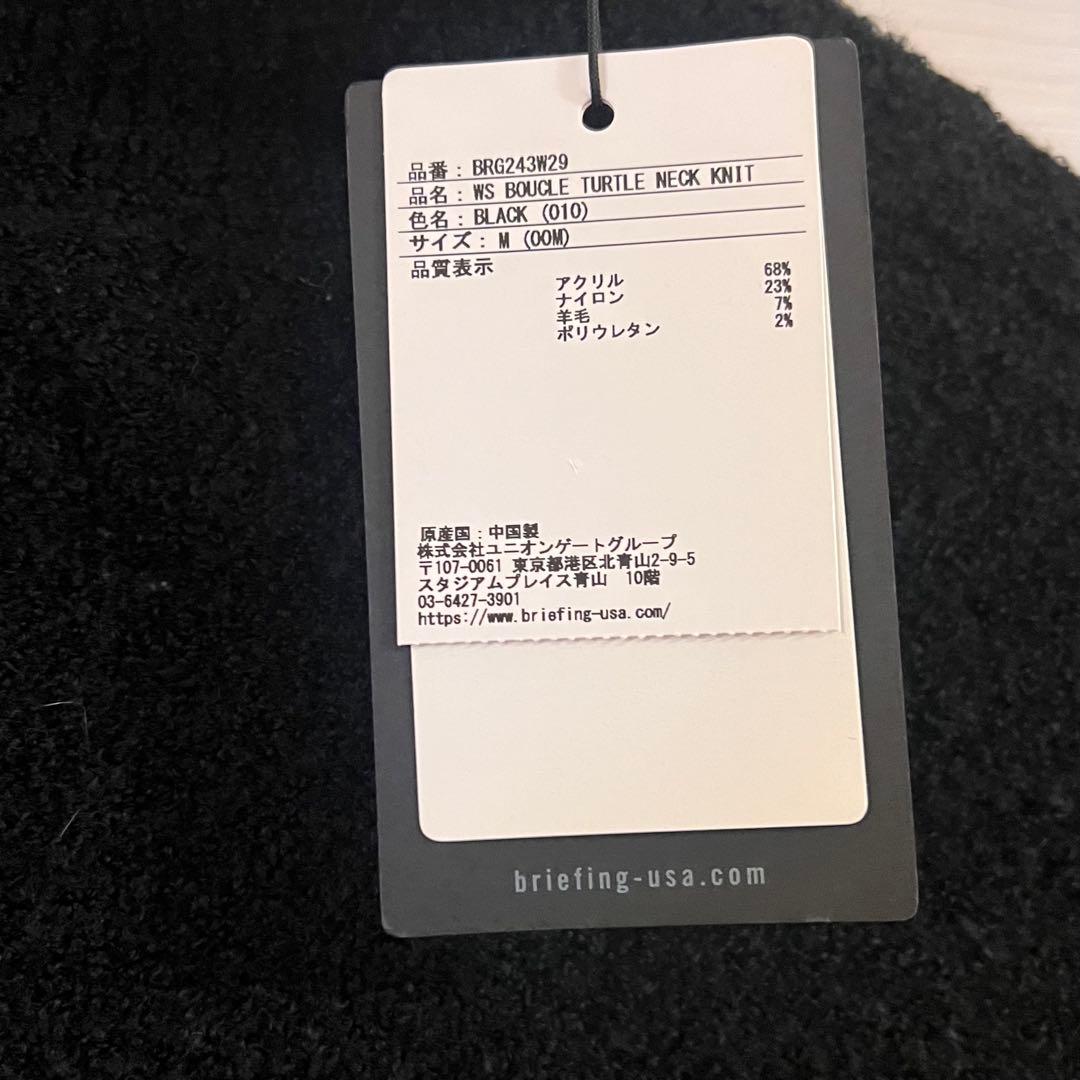 品番: BRG243W29
品名: WS BOUCLE TURTLE NECK KNIT
色名: BLACK (010)
サイズ: M (00M)
品質表示
アクリル 68%
ナイロン 23%
羊毛 7%
ポリウレタン 2%
原産国:中国製
株式会社ユニオンゲートグループ
〒107-0061 東京都港区北青山2-9-5
スタジアムプレイス青山 10階
03-6427-3901
https://www.briefing-usa.com/
briefing-usa.com